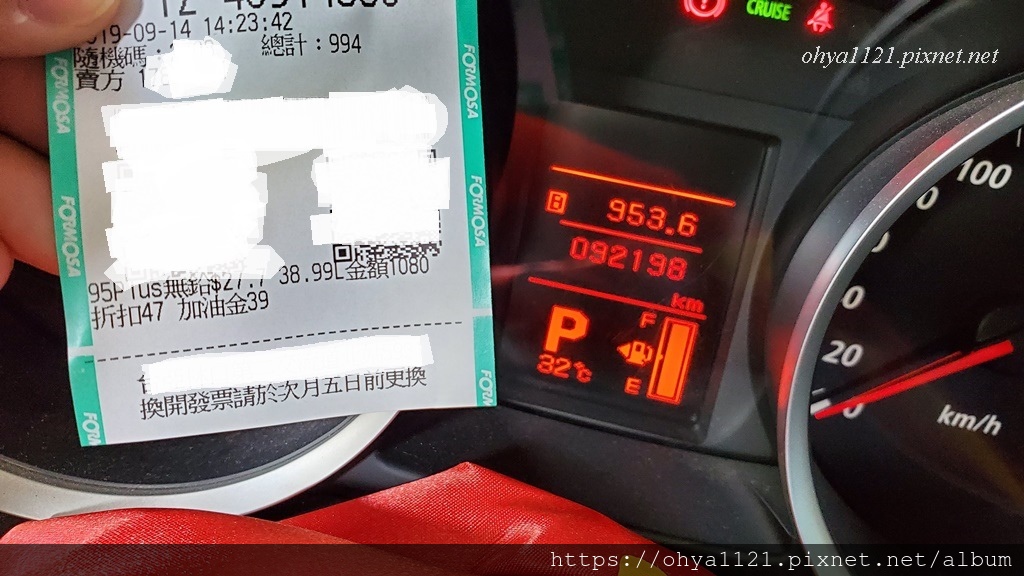 19-09-14 14:23:42
隨機碼:
總計:994
賣方 17
FORMOSA
FORMOSA
FORMOSA
FORMOSA
95Plus無鉛$27.7 38.99L金額1080
折扣47 加油金39
換開發票請於次月五日前更換
CRUISE
ohya1121.pixnet.net
B 953.6
092198
km
P
32℃
F
E
100
20
0
km/h
https://ohya1121.pixnet.net/album